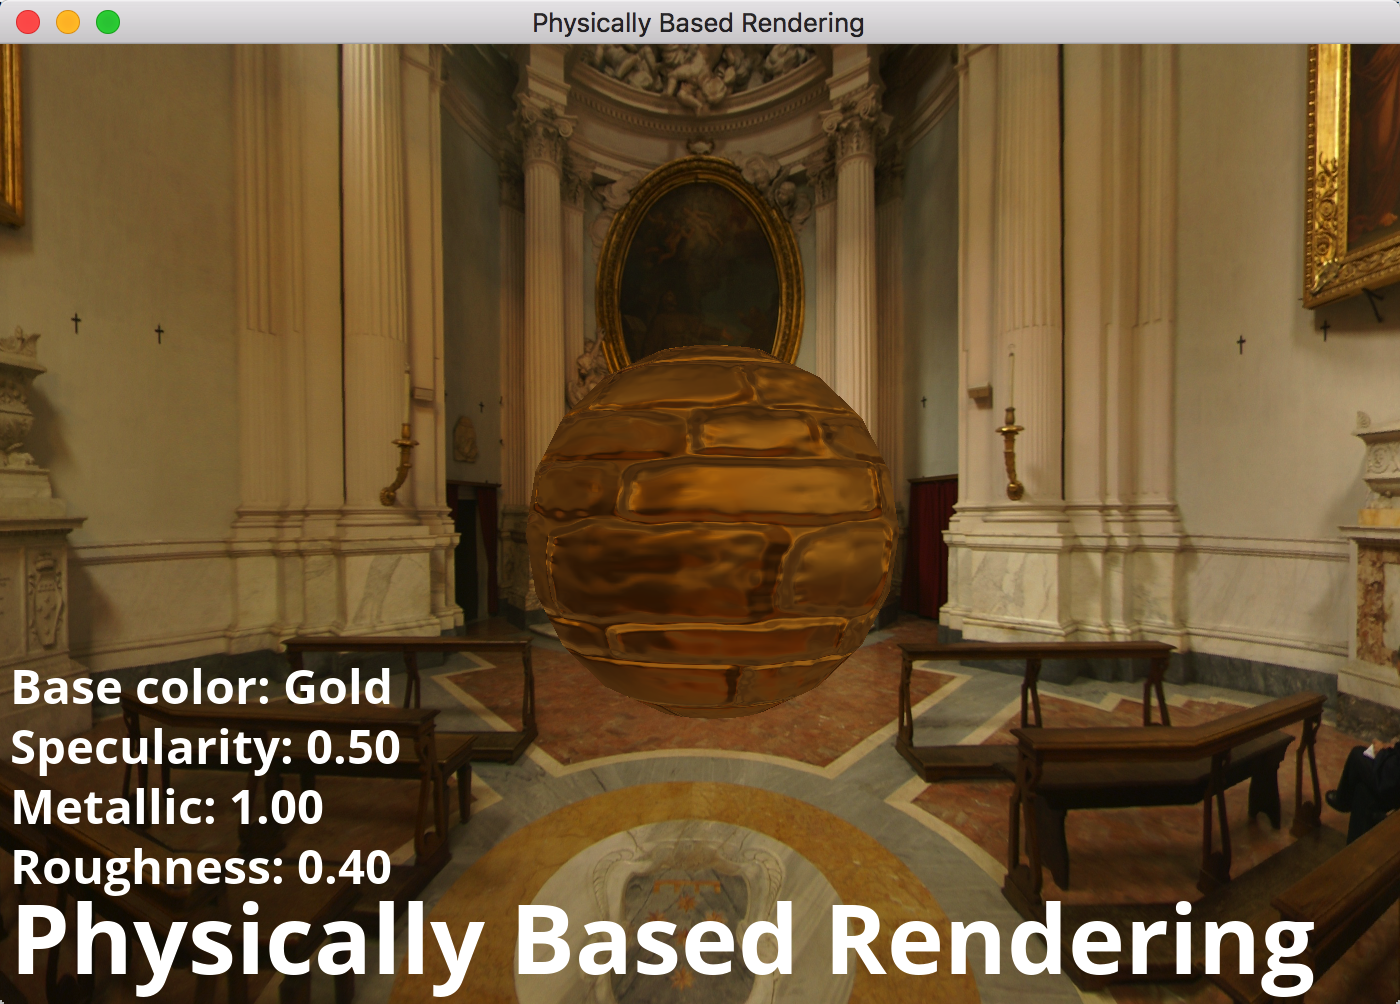 Physically Based Rendering
Base color: Gold
Specularity: 0.50
Metallic: 1.00
Roughness: 0.40
Physically Based Rendering